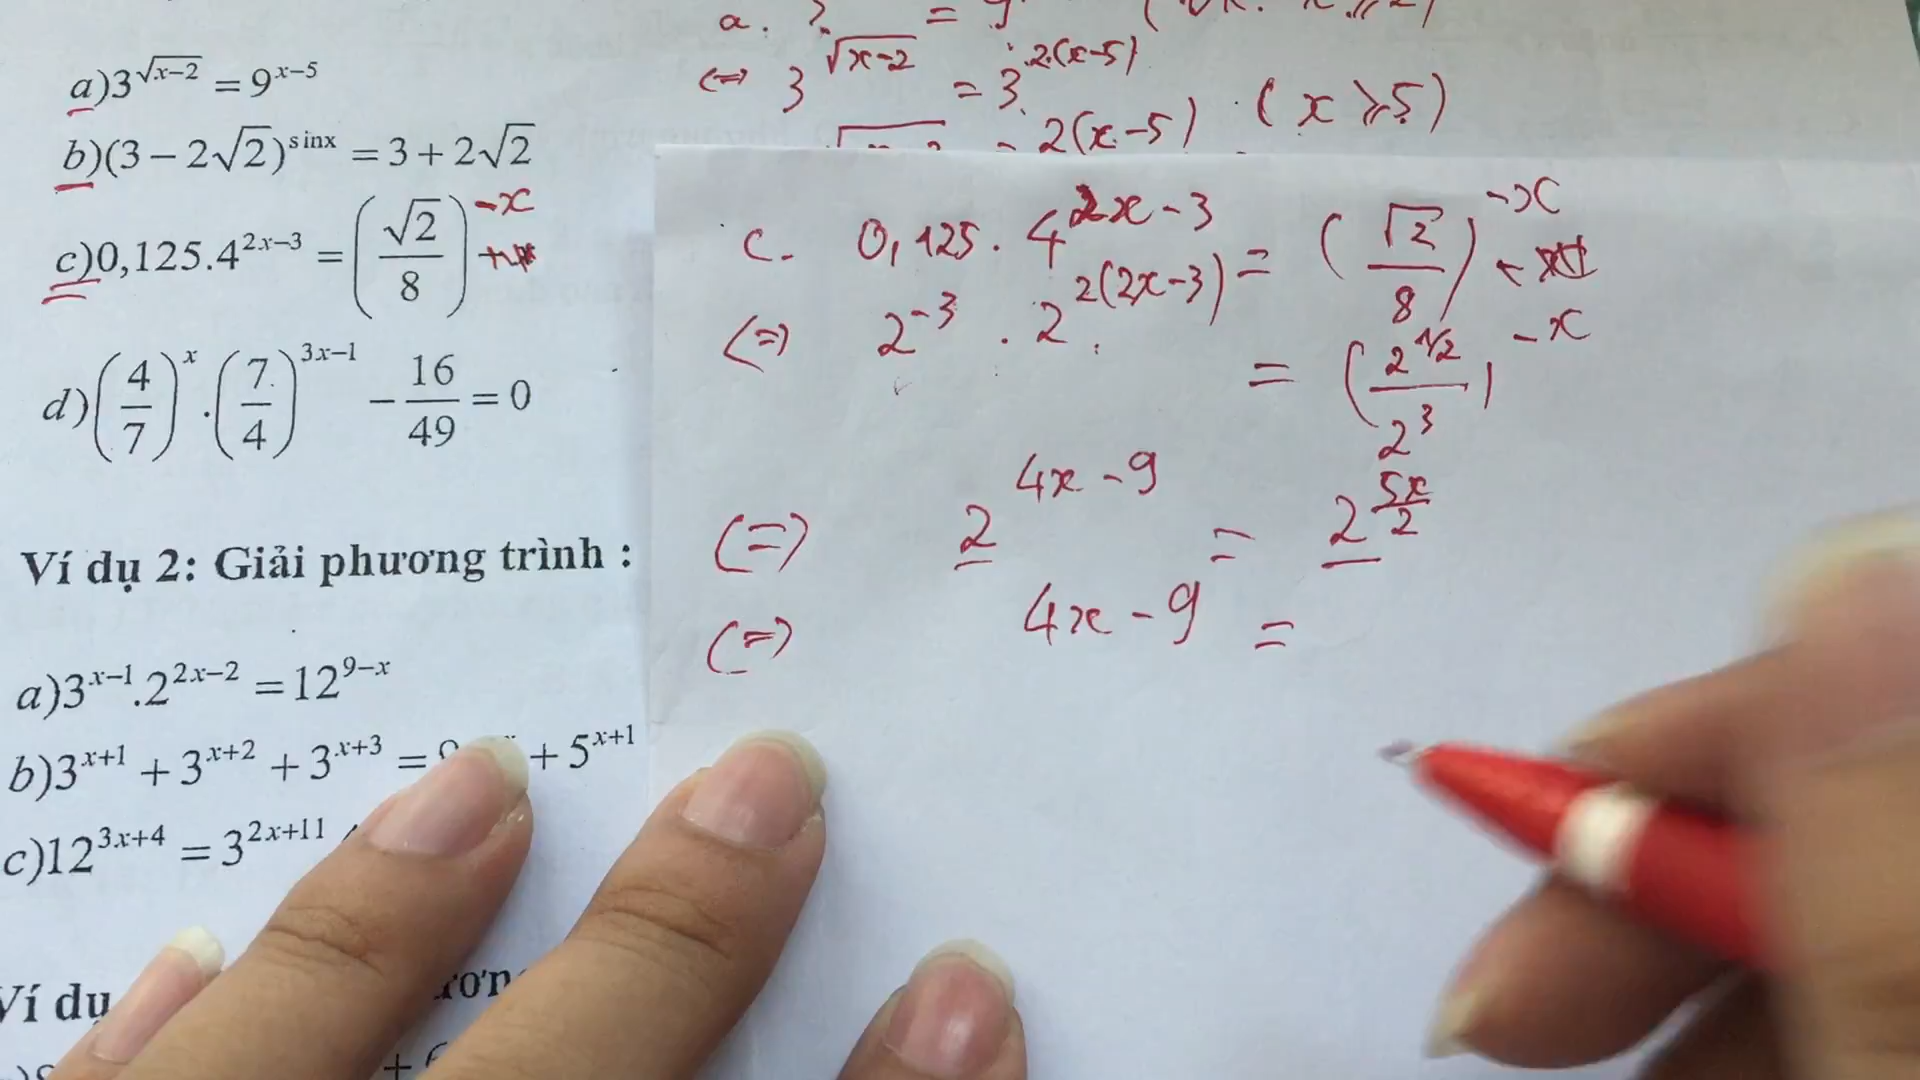 a)3^{\sqrt{x-2}} = 9^{x-5}
b)(3-2\sqrt{2})^{sinx} = 3+2\sqrt{2}
c)0,125.4^{2x-3} = (\frac{\sqrt{2}}{8})^{-x}
d)(\frac{4}{7})^{x}.(\frac{7}{4})^{3x-1} - \frac{16}{49} = 0
Ví dụ 2: Giải phương trình :
a)3^{x-1}.2^{2x-2} = 12^{9-x}
b)3^{x+1} + 3^{x+2} + 3^{x+3} = + 5^{x+1}
c)12^{3x+4} = 3^{2x+11}
Ví dụ
a.
(=) 3^{\sqrt{x-2}} = 3^{2(x-5)}
2(x-5) (x ⩾ 5)
c. 0,125 . 4^{2x-3} = (\frac{\sqrt{2}}{8})^{-x}
(=) 2^{-3} . 2^{2(2x-3)} = (\frac{2^{1/2}}{2^{3}})^{-x}
(=) 2^{4x-9} = 2^{\frac{5x}{2}}
(=) 4x-9 =